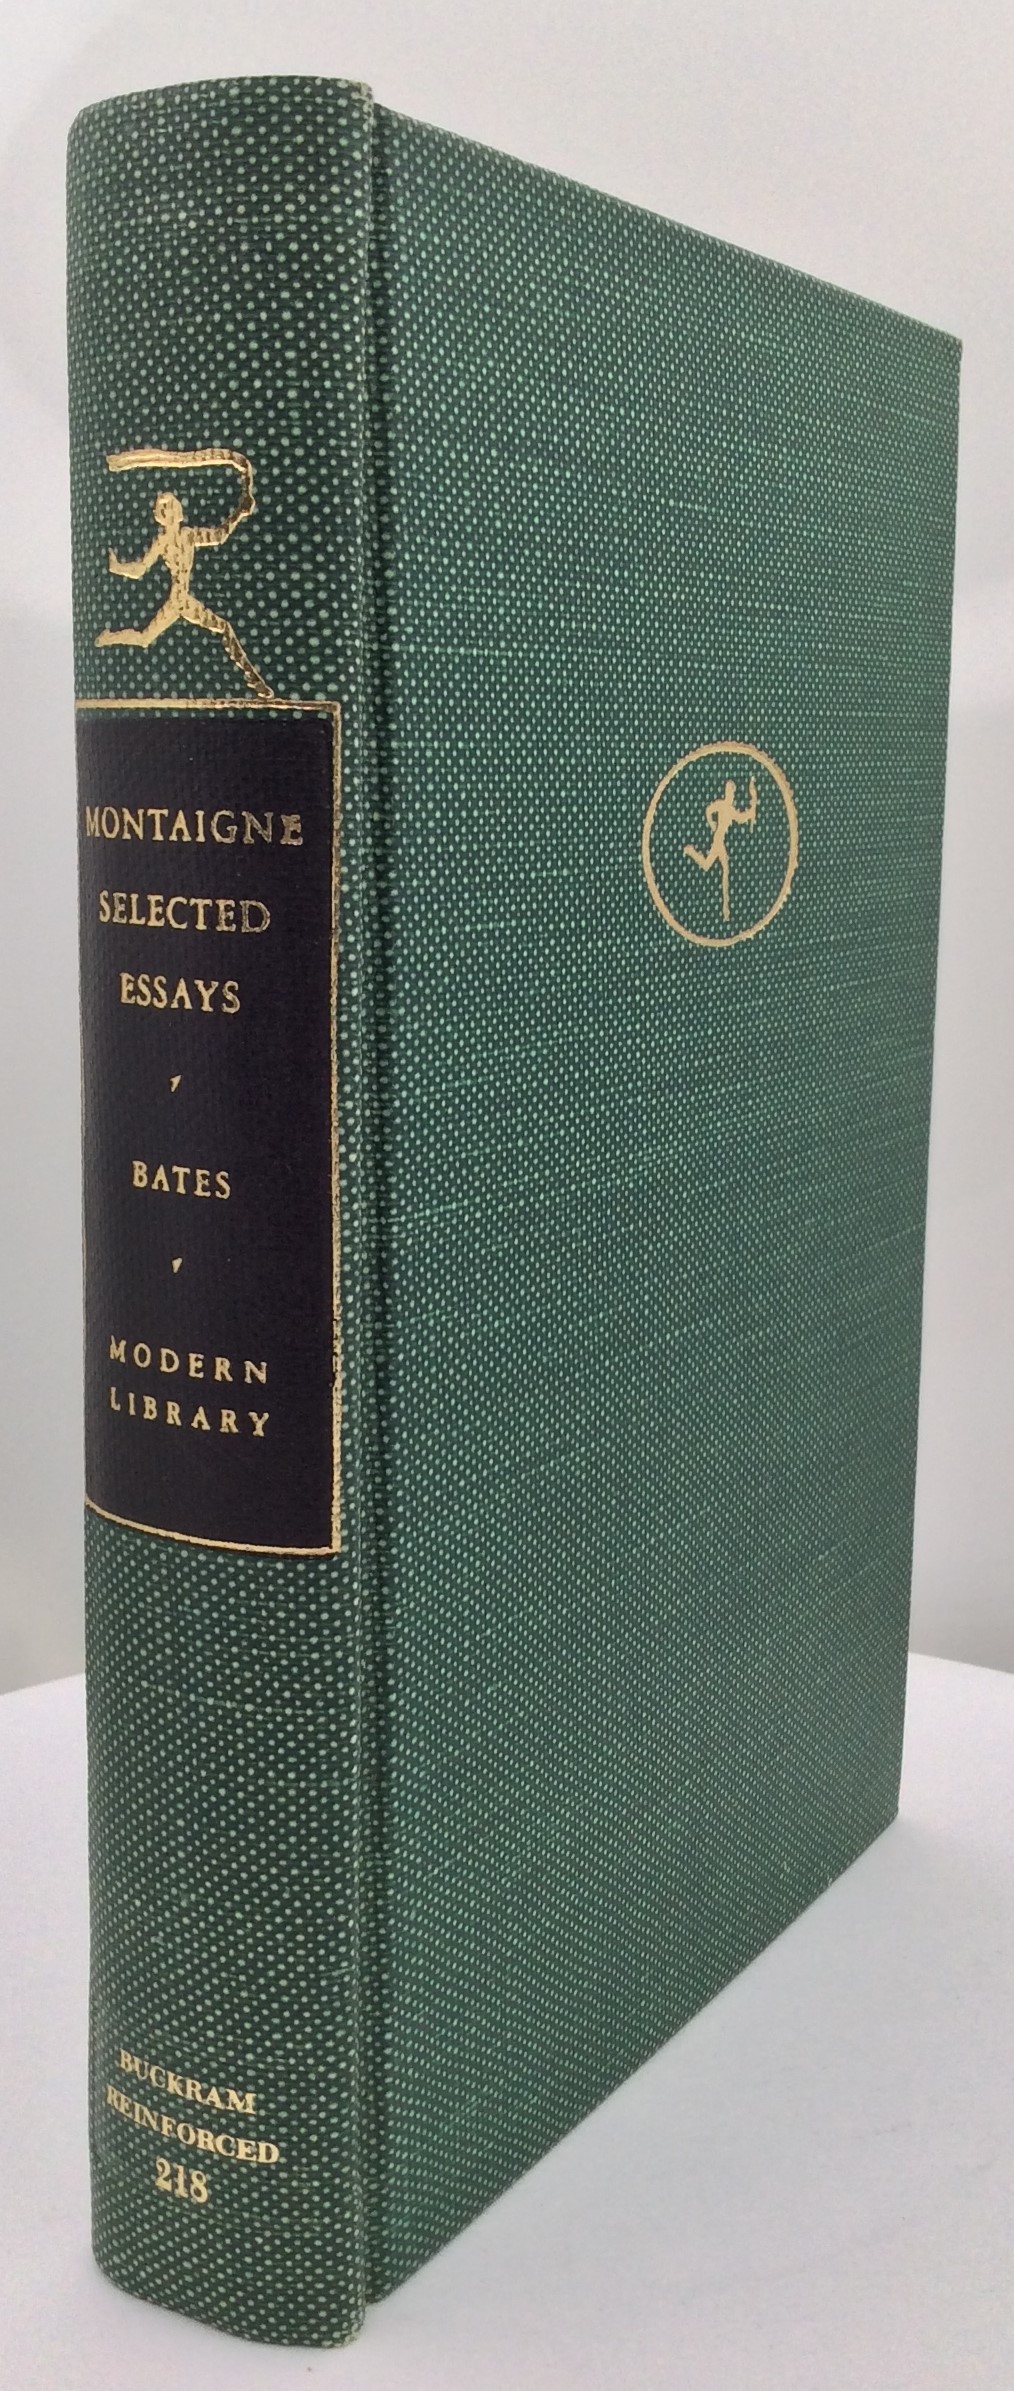 MONTAIGNE
SELECTED
ESSAYS
BATES
MODERN
LIBRARY
BUCKRAM
REINFORCED
218